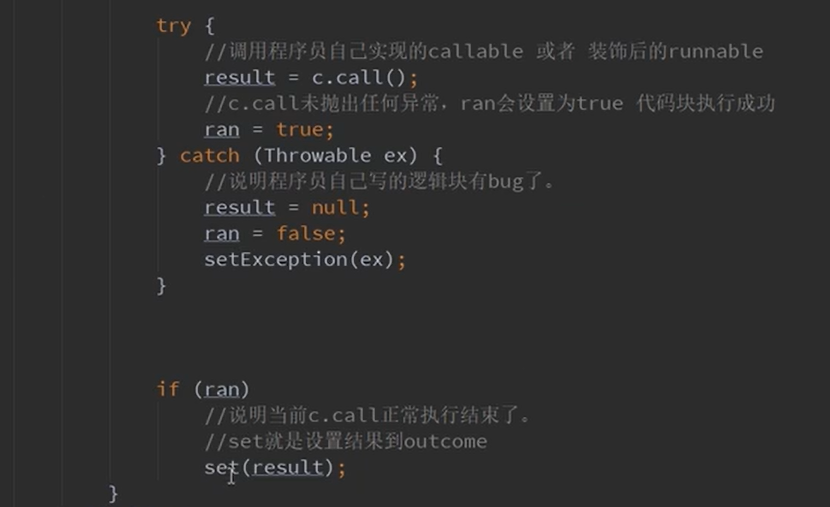 try {
//调用程序员自己实现的callable 或者 装饰后的runnable
result = c.call();
//c.call未抛出任何异常，ran会设置为true 代码块执行成功
ran = true;
} catch (Throwable ex) {
//说明程序员自己写的逻辑块有bug了。
result = null;
ran = false;
setException(ex);
}
if (ran)
//说明当前c.call正常执行结束了。
//set就是设置结果到outcome
set(result);
}